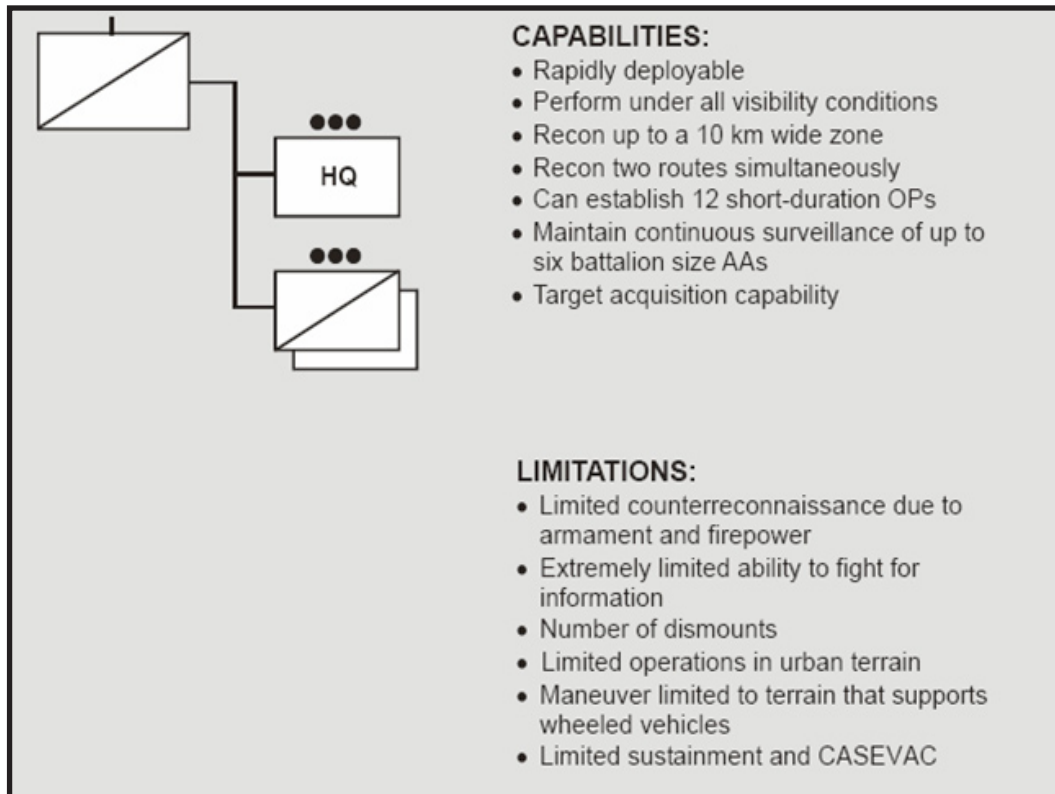 CAPABILITIES:
• Rapidly deployable
• Perform under all visibility conditions
• Recon up to a 10 km wide zone
• Recon two routes simultaneously
• Can establish 12 short-duration OPs
• Maintain continuous surveillance of up to
six battalion size AAs
• Target acquisition capability
HQ
LIMITATIONS:
• Limited counterreconnaissance due to
armament and firepower
• Extremely limited ability to fight for
information
• Number of dismounts
• Limited operations in urban terrain
• Maneuver limited to terrain that supports
wheeled vehicles
• Limited sustainment and CASEVAC